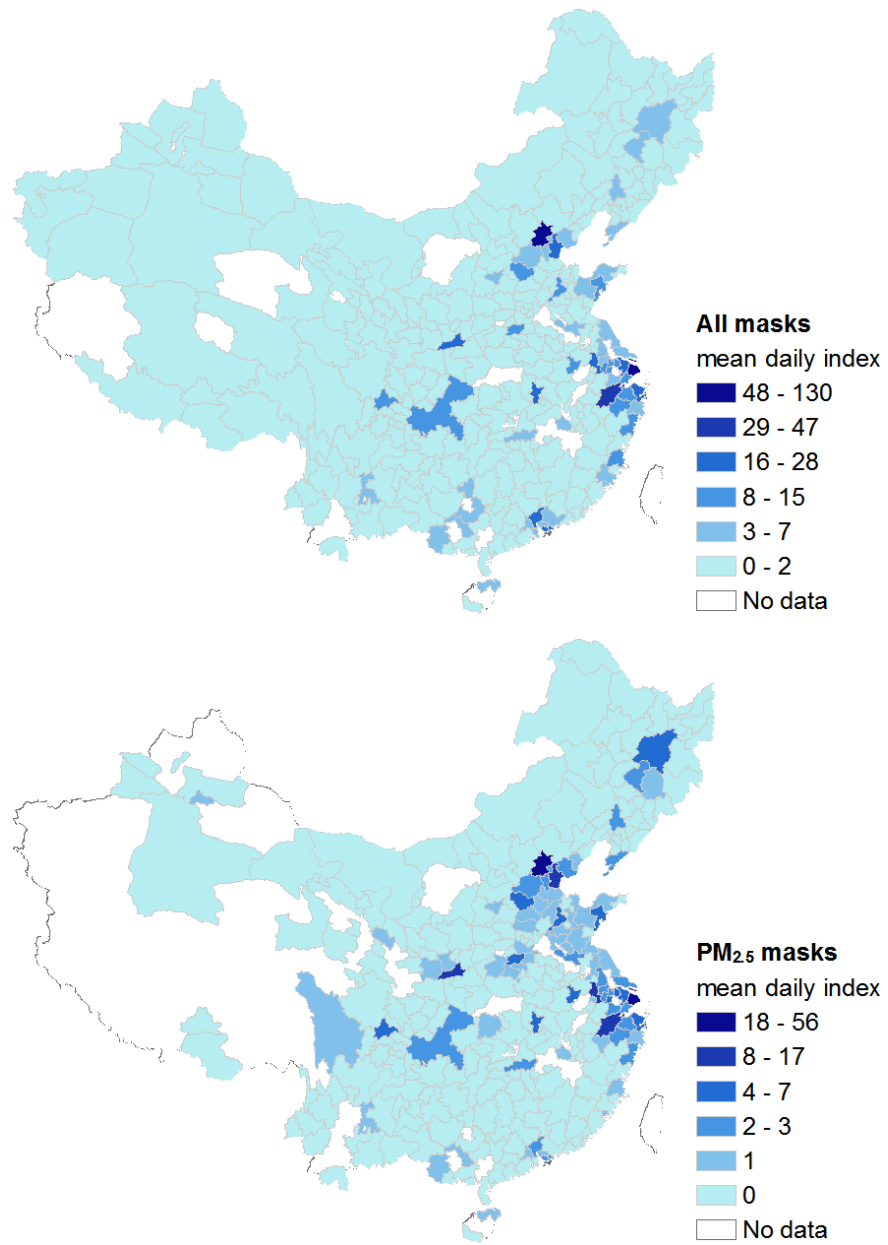 All masks
mean daily index
48 - 130
29 - 47
16 - 28
8 - 15
3 - 7
0 - 2
No data
PM2.5 masks
mean daily index
18 - 56
8 - 17
4 - 7
2 - 3
1
0
No data